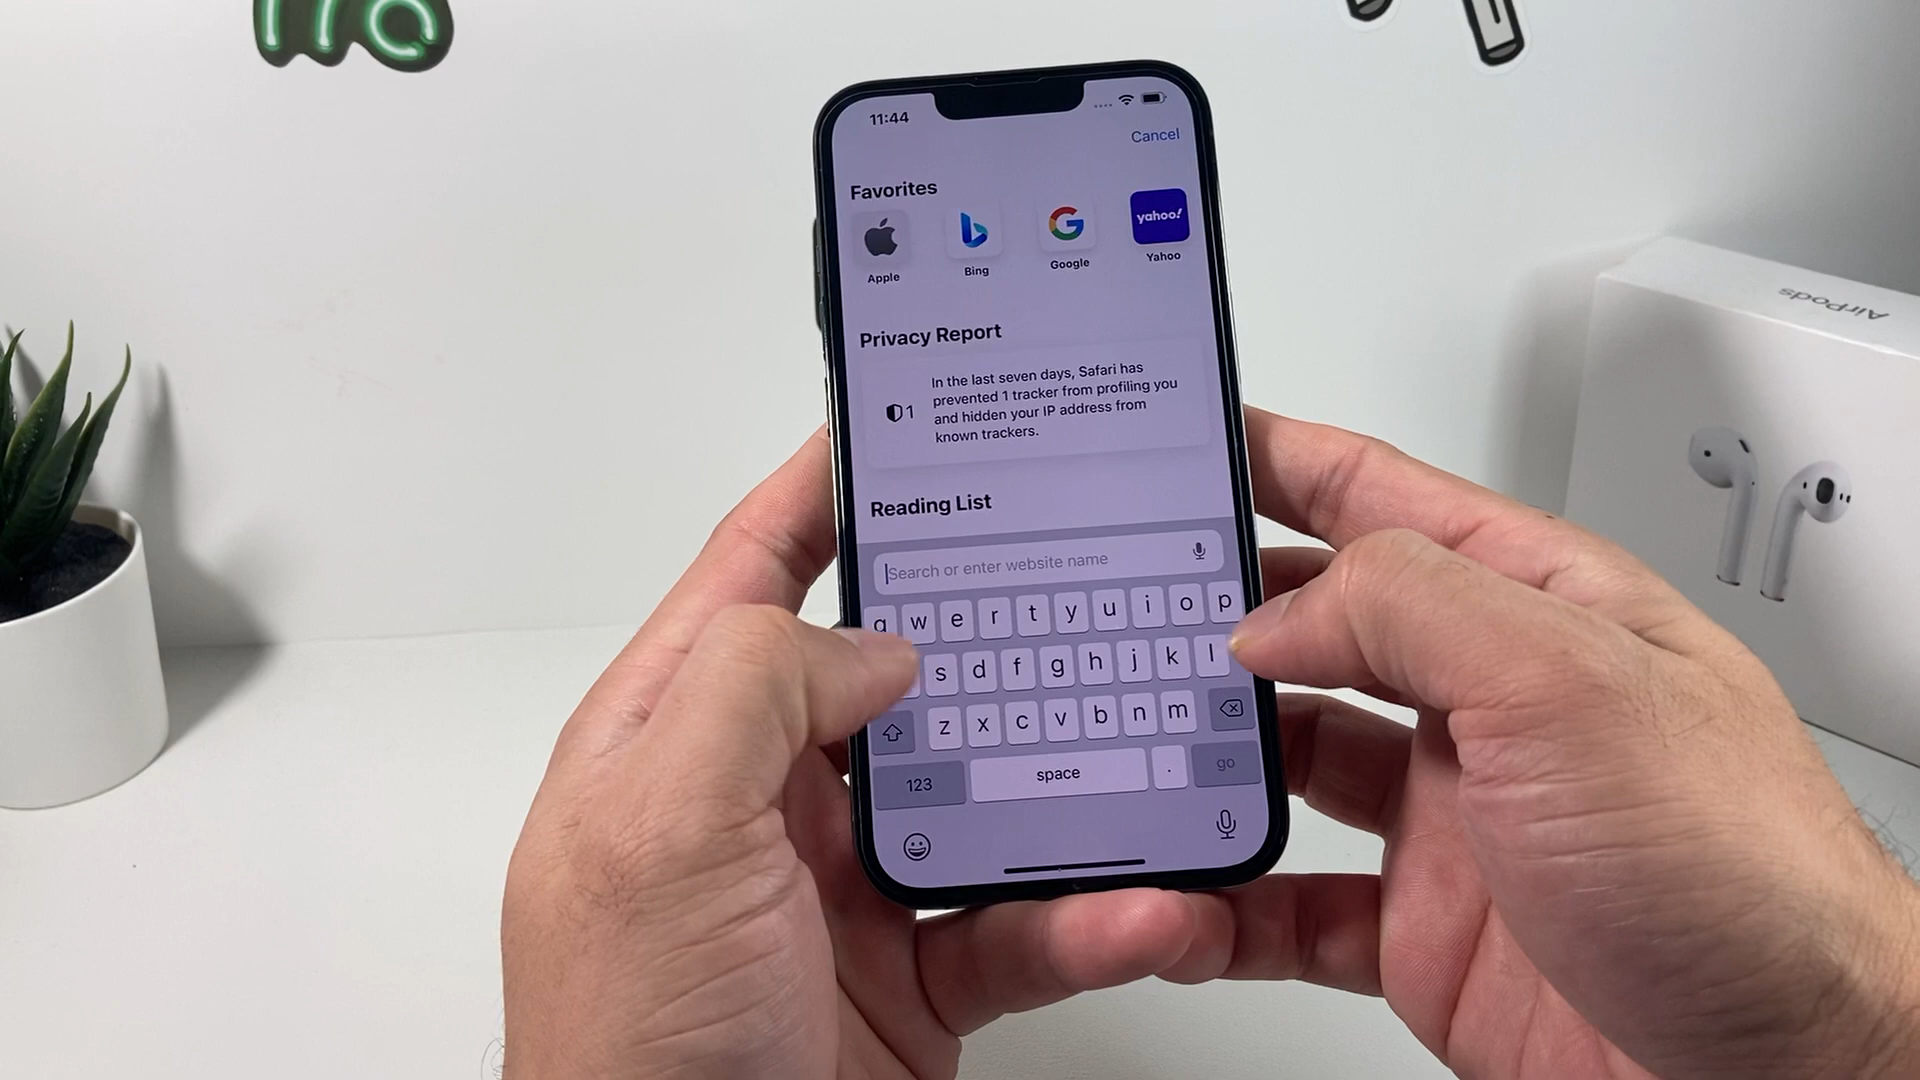 11:44
Cancel
Favorites
yahoo!
Apple
Bing
Google
Yahoo
Privacy Report
1
In the last seven days, Safari has
prevented 1 tracker from profiling you
and hidden your IP address from
known trackers.
Reading List
Search or enter website name
q w e r t y u i o p
s d f g h j k l
z x c v b n m
123 space . go
AirPods